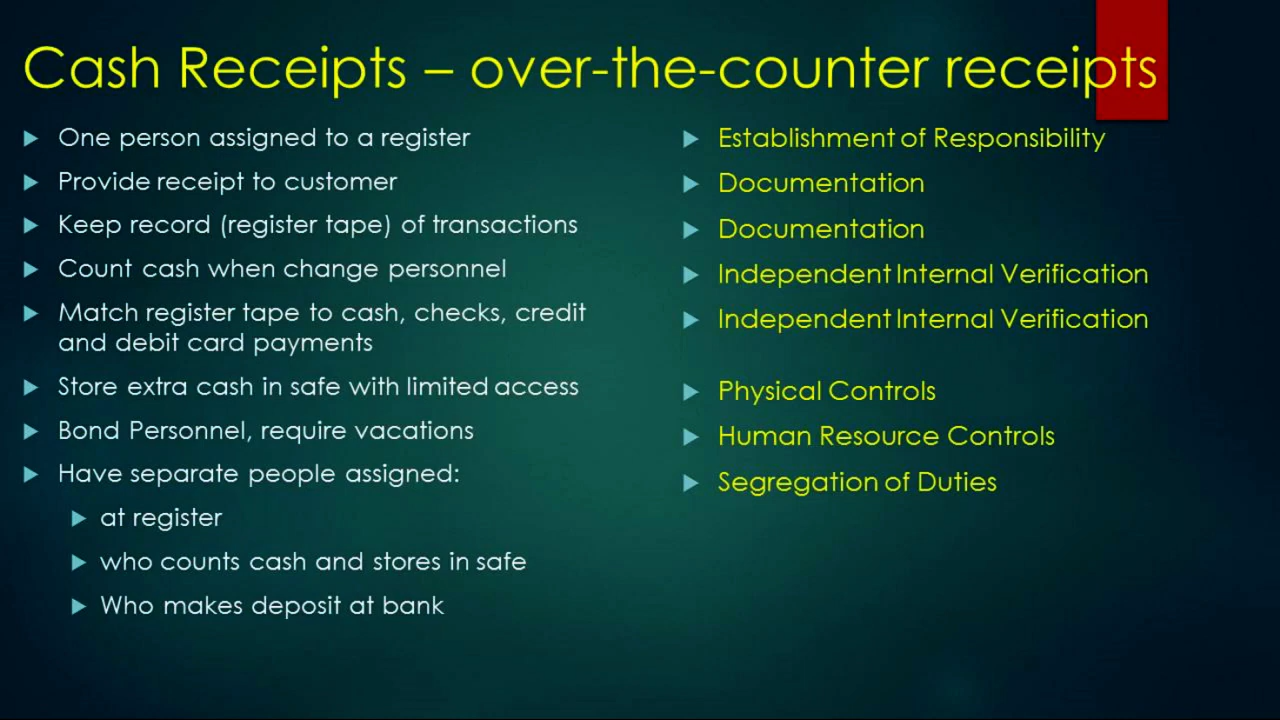 Cash Receipts – over-the-counter receipts
One person assigned to a register
Provide receipt to customer
Keep record (register tape) of transactions
Count cash when change personnel
Match register tape to cash, checks, credit
and debit card payments
Store extra cash in safe with limited access
Bond Personnel, require vacations
Have separate people assigned:
at register
who counts cash and stores in safe
Who makes deposit at bank
Establishment of Responsibility
Documentation
Documentation
Independent Internal Verification
Independent Internal Verification
Physical Controls
Human Resource Controls
Segregation of Duties